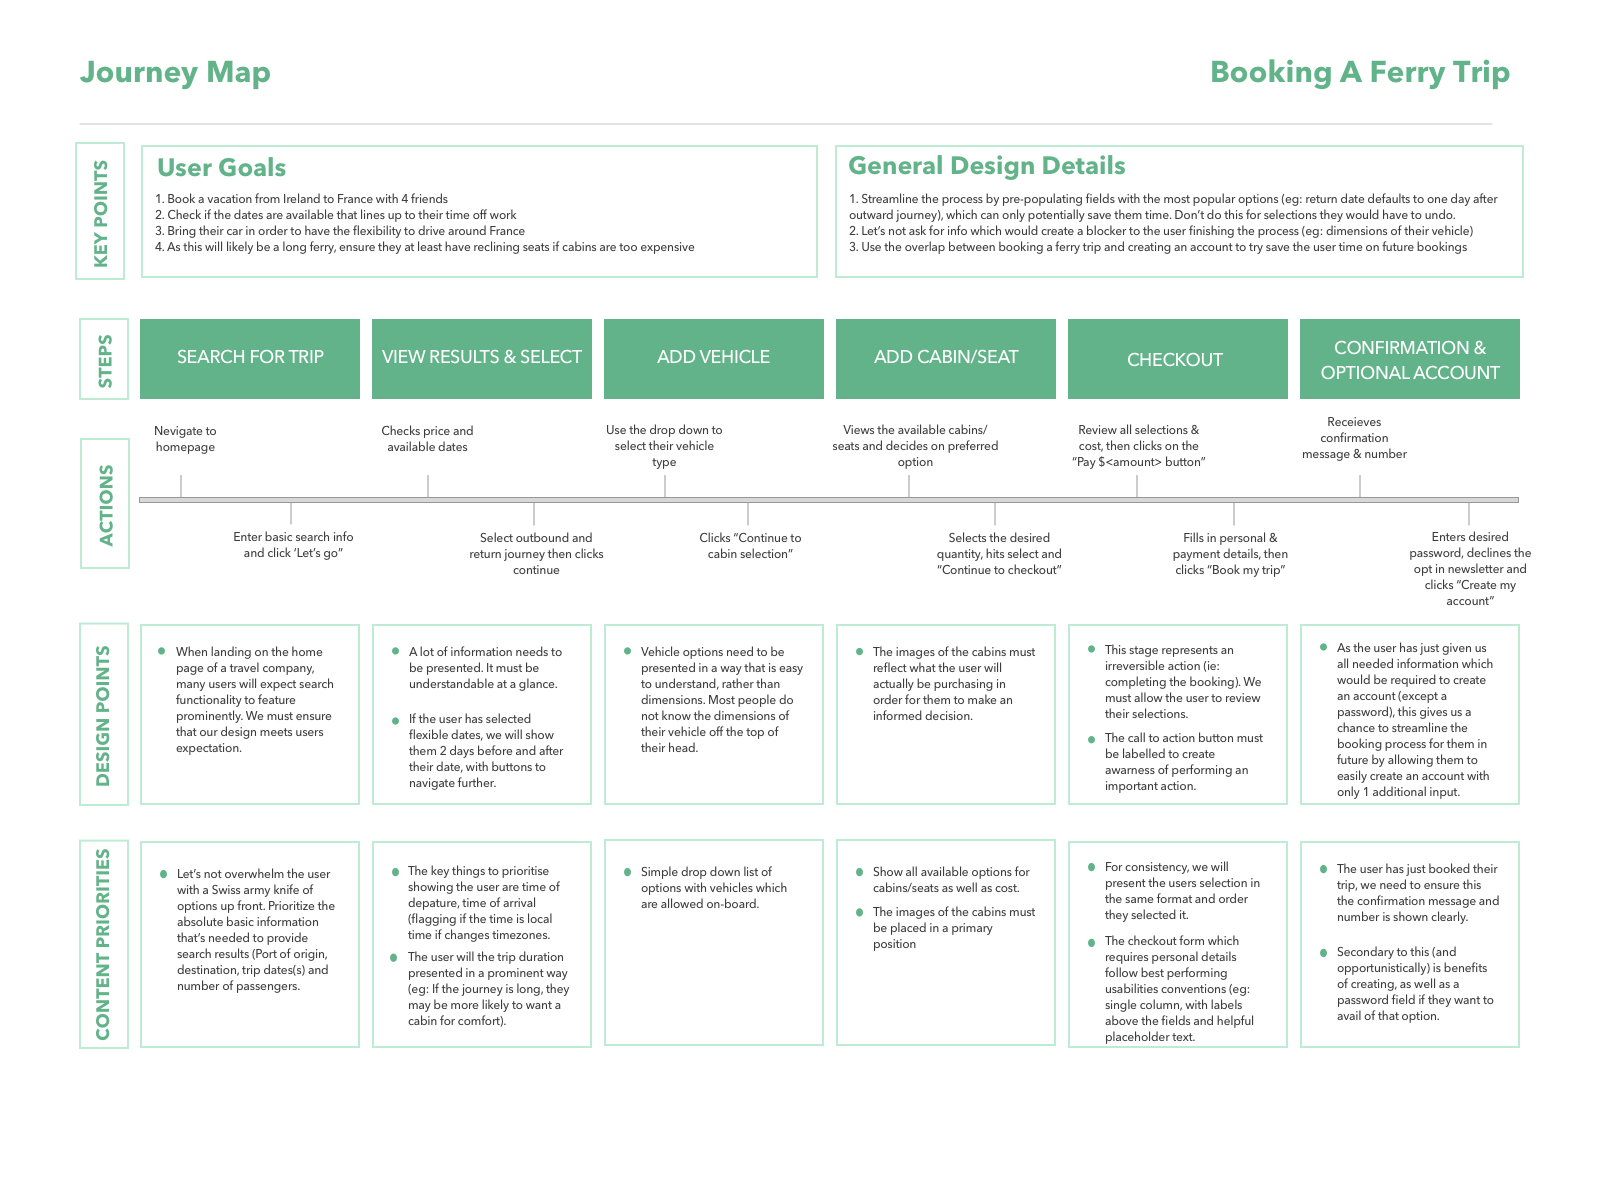 Journey Map
Booking A Ferry Trip
KEY POINTS
User Goals
1. Book a vacation from Ireland to France with 4 friends
2. Check if the dates are available that lines up to their time off work
3. Bring their car in order to have the flexibility to drive around France
4. As this will likely be a long ferry, ensure they at least have reclining seats if cabins are too expensive
General Design Details
1. Streamline the process by pre-populating fields with the most popular options (eg: return date defaults to one day after
outward journey), which can only potentially save them time. Don’t do this for selections they would have to undo.
2. Let’s not ask for info which would create a blocker to the user finishing the process (eg: dimensions of their vehicle)
3. Use the overlap between booking a ferry trip and creating an account to try save the user time on future bookings
STEPS
SEARCH FOR TRIP
VIEW RESULTS & SELECT
ADD VEHICLE
ADD CABIN/SEAT
CHECKOUT
CONFIRMATION &
OPTIONAL ACCOUNT
ACTIONS
Nevigate to
homepage
Enter basic search info
and click ‘Let’s go”
Checks price and
available dates
Select outbound and
return journey then clicks
continue
Use the drop down to
select their vehicle
type
Clicks “Continue to
cabin selection”
Views the available cabins/
seats and decides on preferred
option
Selects the desired
quantity, hits select and
“Continue to checkout”
Review all selections &
cost, then clicks on the
“Pay $<amount> button”
Fills in personal &
payment details, then
clicks “Book my trip”
Receieves
confirmation
message & number
Enters desired
password, declines the
opt in newsletter and
clicks “Create my
account”
DESIGN POINTS
When landing on the home
page of a travel company,
many users will expect search
functionality to feature
prominently. We must ensure
that our design meets users
expectation.
A lot of information needs to
be presented. It must be
understandable at a glance.
If the user has selected
flexible dates, we will show
them 2 days before and after
their date, with buttons to
navigate further.
Vehicle options need to be
presented in a way that is easy
to understand, rather than
dimensions. Most people do
not know the dimensions of
their vehicle off the top of
their head.
The images of the cabins must
reflect what the user will
actually be purchasing in
order for them to make an
informed decision.
This stage represents an
irreversible action (ie:
completing the booking). We
must allow the user to review
their selections.
The call to action button must
be labelled to create
awarness of performing an
important action.
As the user has just given us
all needed information which
would be required to create
an account (except a
password), this gives us a
chance to streamline the
booking process for them in
future by allowing them to
easily create an account with
only 1 additional input.
CONTENT PRIORITIES
Let’s not overwhelm the user
with a Swiss army knife of
options up front. Prioritize the
absolute basic information
that’s needed to provide
search results (Port of origin,
destination, trip dates(s) and
number of passengers.
The key things to prioritise
showing the user are time of
depature, time of arrival
(flagging if the time is local
time if changes timezones.
The user will the trip duration
presented in a prominent way
(eg: If the journey is long, they
may be more likely to want a
cabin for comfort).
Simple drop down list of
options with vehicles which
are allowed on-board.
Show all available options for
cabins/seats as well as cost.
The images of the cabins must
be placed in a primary
position
For consistency, we will
present the users selection in
the same format and order
they selected it.
The checkout form which
requires personal details
follow best performing
usabilities conventions (eg:
single column, with labels
above the fields and helpful
placeholder text.
The user has just booked their
trip, we need to ensure this
the confirmation message and
number is shown clearly.
Secondary to this (and
opportunistically) is benefits
of creating, as well as a
password field if they want to
avail of that option.